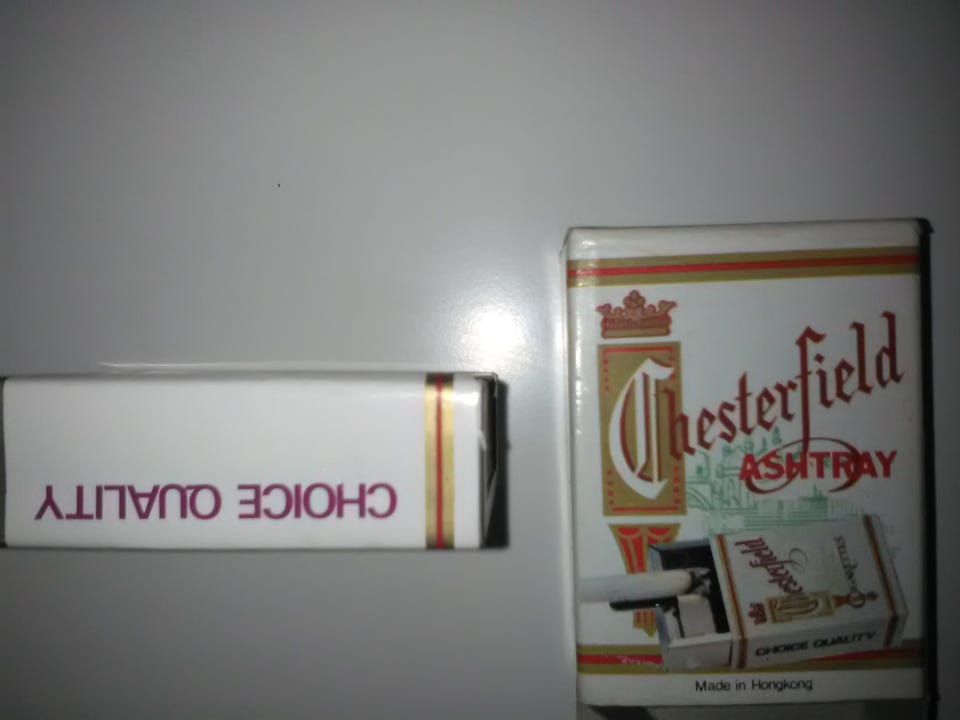 CHOICE QUALITY
Chesterfield
ASHTRAY
Chesterfield
CHOICE QUALITY
Made in Hongkong